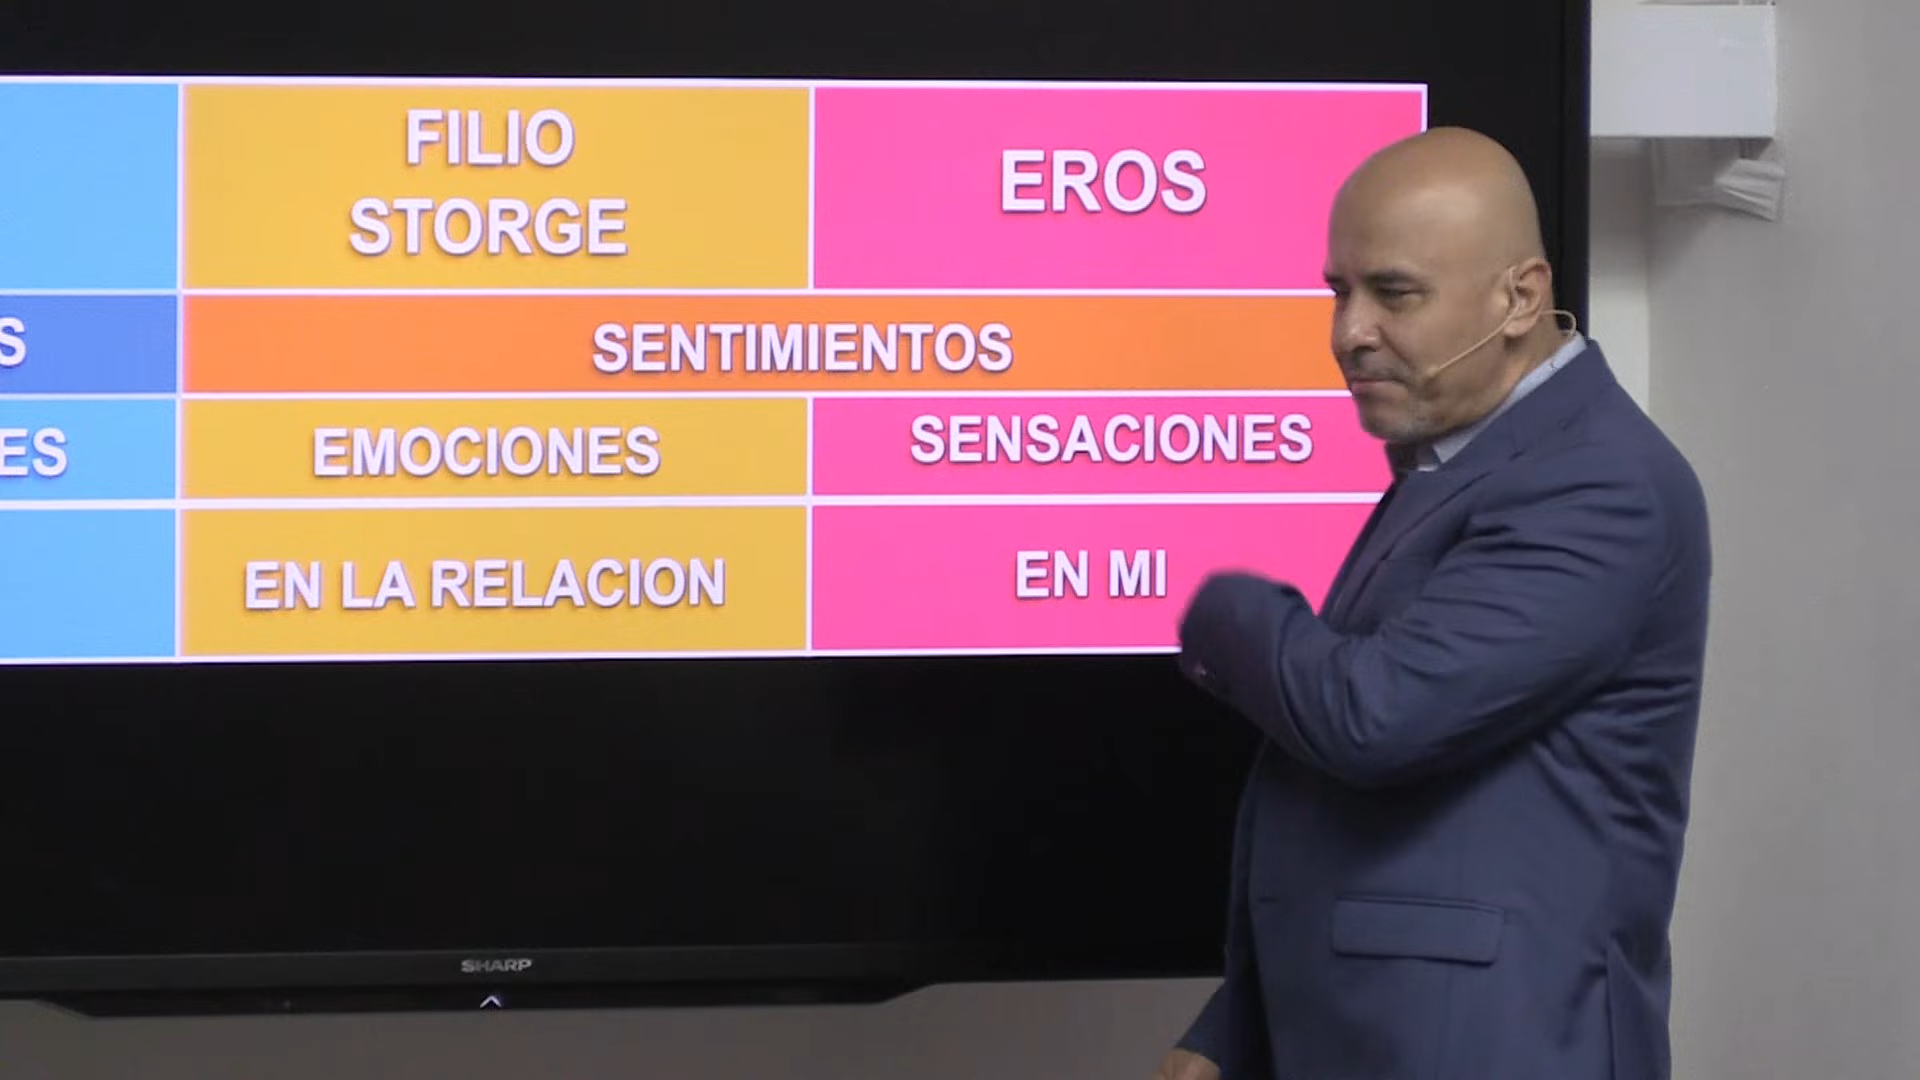 FILIO
STORGE
EROS
S
SENTIMIENTOS
ES
EMOCIONES
SENSACIONES
EN LA RELACION
EN MI
SHARP